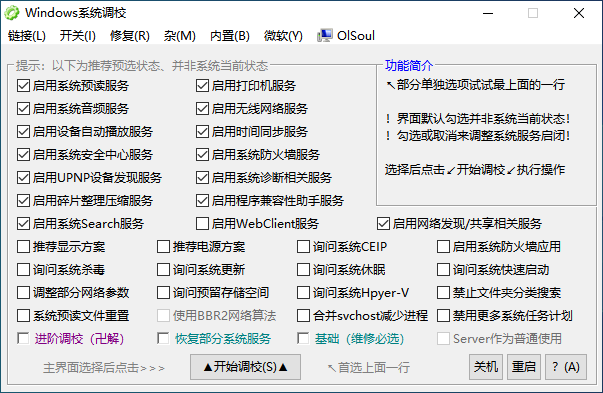 Windows系统调校
链接(L) 开关(I) 修复(R) 杂(M) 内置(B) 微软(Y) OlSoul
提示：以下为推荐预选状态、并非系统当前状态
功能简介
启用系统预读服务 启用打印机服务
↖部分单独选项试试最上面的一行
启用系统音频服务 启用无线网络服务
启用设备自动播放服务 启用时间同步服务
！界面默认勾选并非系统当前状态！
！勾选或取消来调整系统服务启闭！
启用系统安全中心服务 启用系统防火墙服务
启用UPNP设备发现服务 启用系统诊断相关服务
选择后点击↙开始调校↙执行操作
启用碎片整理压缩服务 启用程序兼容性助手服务
启用系统Search服务 启用WebClient服务 启用网络发现/共享相关服务
推荐显示方案 推荐电源方案 询问系统CEIP 启用系统防火墙应用
询问系统杀毒 询问系统更新 询问系统休眠 询问系统快速启动
调整部分网络参数 询问预留存储空间 询问系统Hpyer-V 禁止文件夹分类搜索
系统预读文件重置 使用BBR2网络算法 合并svchost减少进程 禁用更多系统任务计划
进阶调校（卍解） 恢复部分系统服务 基础（维修必选） Server作为普通使用
主界面选择后点击>>> ▲开始调校(S)▲ ↖首选上面一行 关机 重启 ？(A)